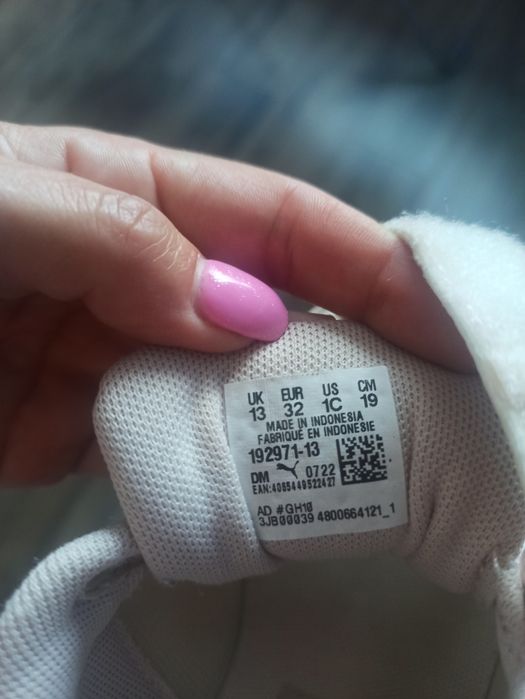 UK EUR US CM
13 32 1C 19
MADE IN INDONESIA
FABRIQUÉ EN INDONESIE
192971-13
DM 0722
EAN:4065449522427
AD #GH10
3JB00039 4800664121_1